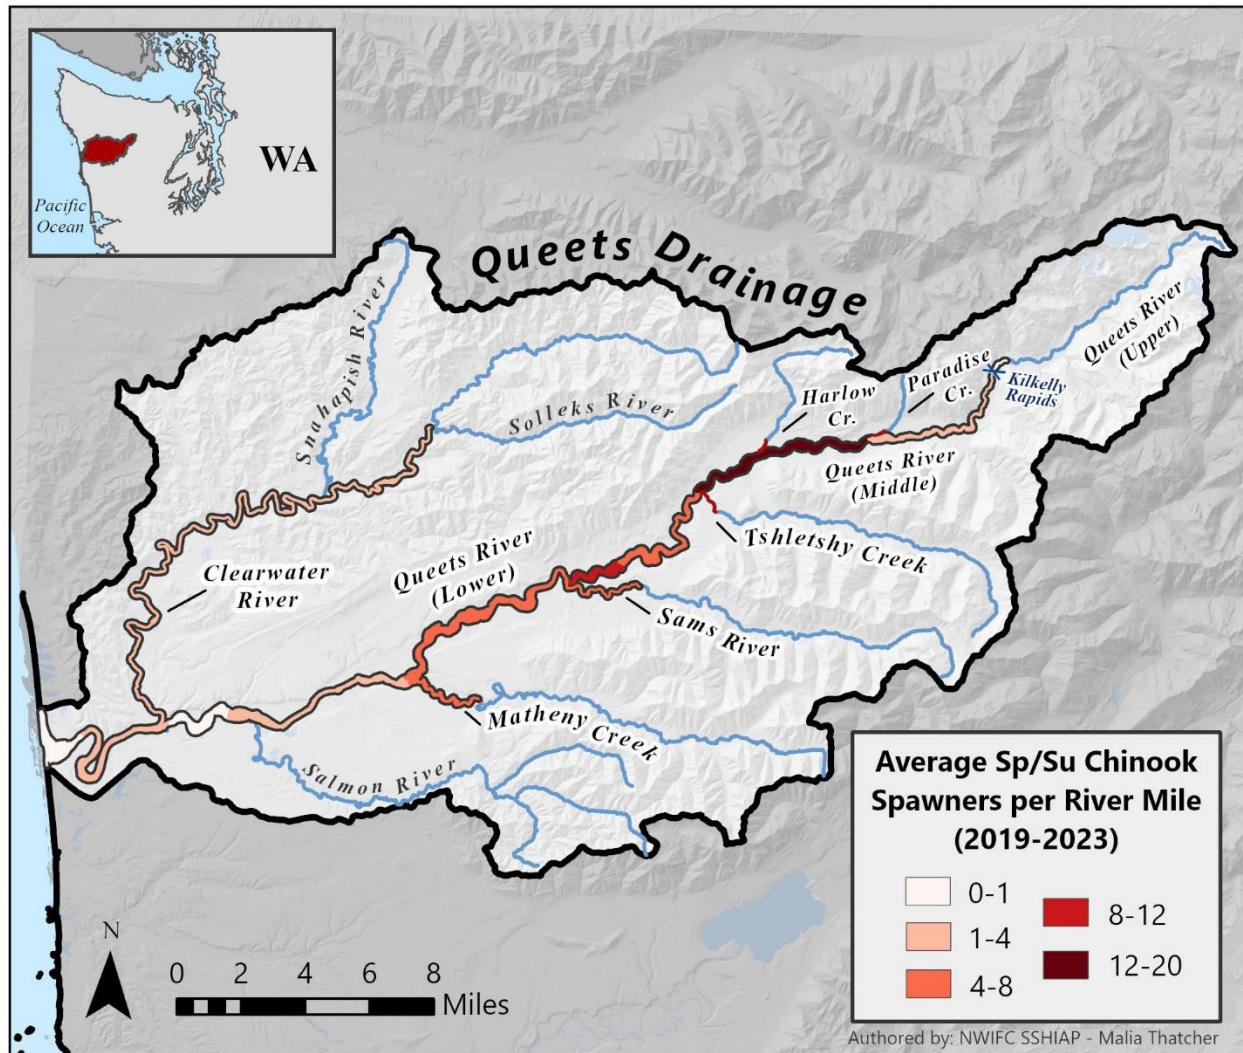 WA
Pacific
Ocean
Queets Drainage
Snahapish River
Solleks River
Harlow
Cr.
Paradise
Cr.
Queets River
(Upper)
Kilkelly
Rapids
Queets River
(Middle)
Tshletshy Creek
Queets River
(Lower)
Clearwater
River
Sams River
Matheny Creek
Salmon River
Average Sp/Su Chinook
Spawners per River Mile
(2019-2023)
0-1
1-4
4-8
8-12
12-20
N
0 2 4 6 8
Miles
Authored by: NWIFC SSHIAP - Malia Thatcher